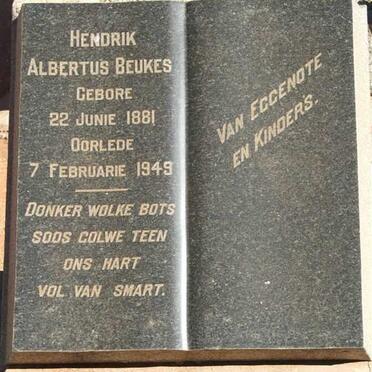 HENDRIK
ALBERTUS BEUKES
GEBORE
22 JUNIE 1881
OORLEDE
7 FEBRUARIE 1949
DONKER WOLKE BOTS
SOOS GOLWE TEEN
ONS HART
VOL VAN SMART.
VAN EGGENOTE
EN KINDERS.